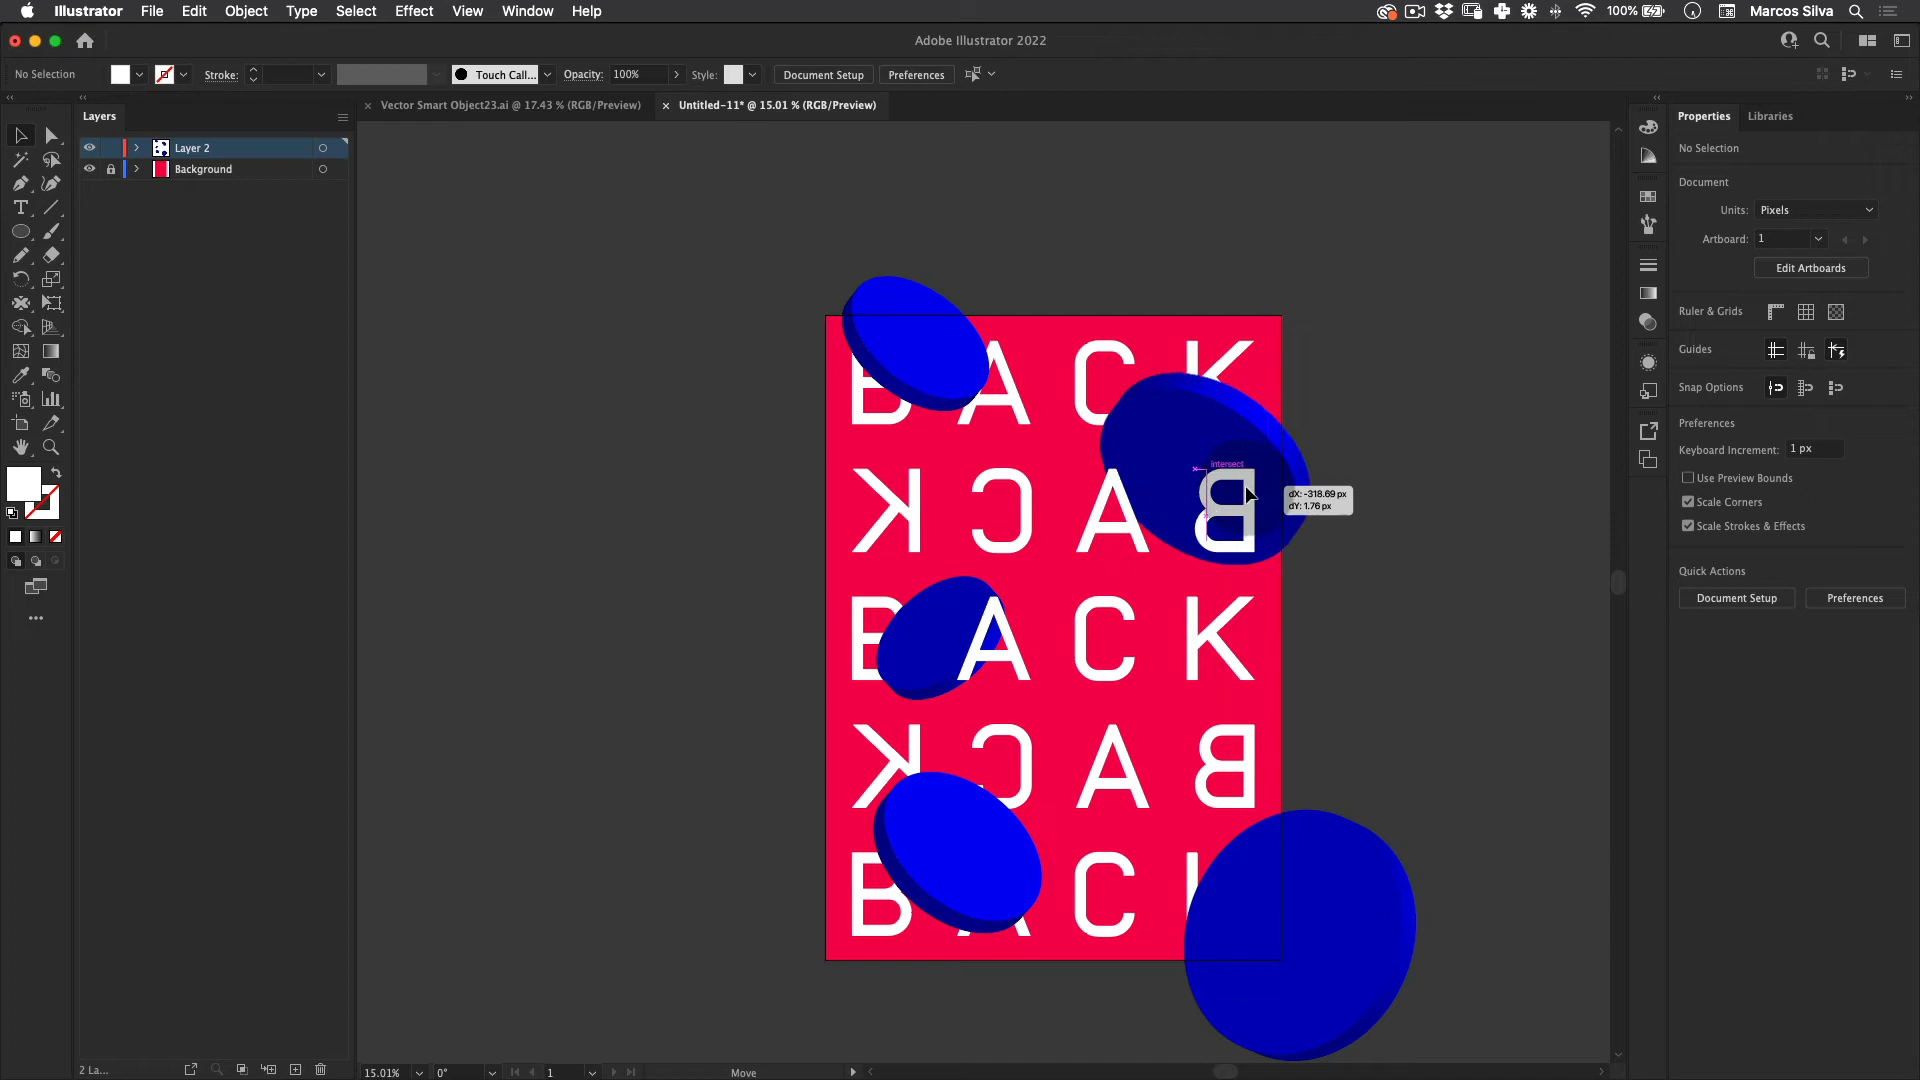 Illustrator File Edit Object Type Select Effect View Window Help 100% Marcos Silva
Adobe Illustrator 2022
No Selection Stroke: Touch Call... Opacity: 100% Style: Document Setup Preferences
Vector Smart Object23.ai @ 17.43 % (RGB/Preview) Untitled-11* @ 15.01 % (RGB/Preview)
Layers
Layer 2
Background
BACK
BACK
BACK
BACK
BACK
intersect
dX: -318.69 px
dY: 1.76 px
Properties Libraries
No Selection
Document
Units: Pixels
Artboard: 1
Edit Artboards
Ruler & Grids
Guides
Snap Options
Preferences
Keyboard Increment: 1 px
Use Preview Bounds
Scale Corners
Scale Strokes & Effects
Quick Actions
Document Setup Preferences
2 La... 15.01% 0° 1 Move